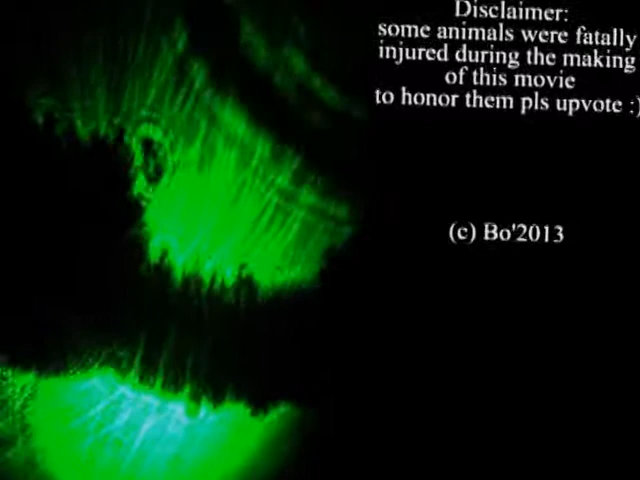 Disclaimer:
some animals were fatally
injured during the making
of this movie
to honor them pls upvote :)
(c) Bo'2013